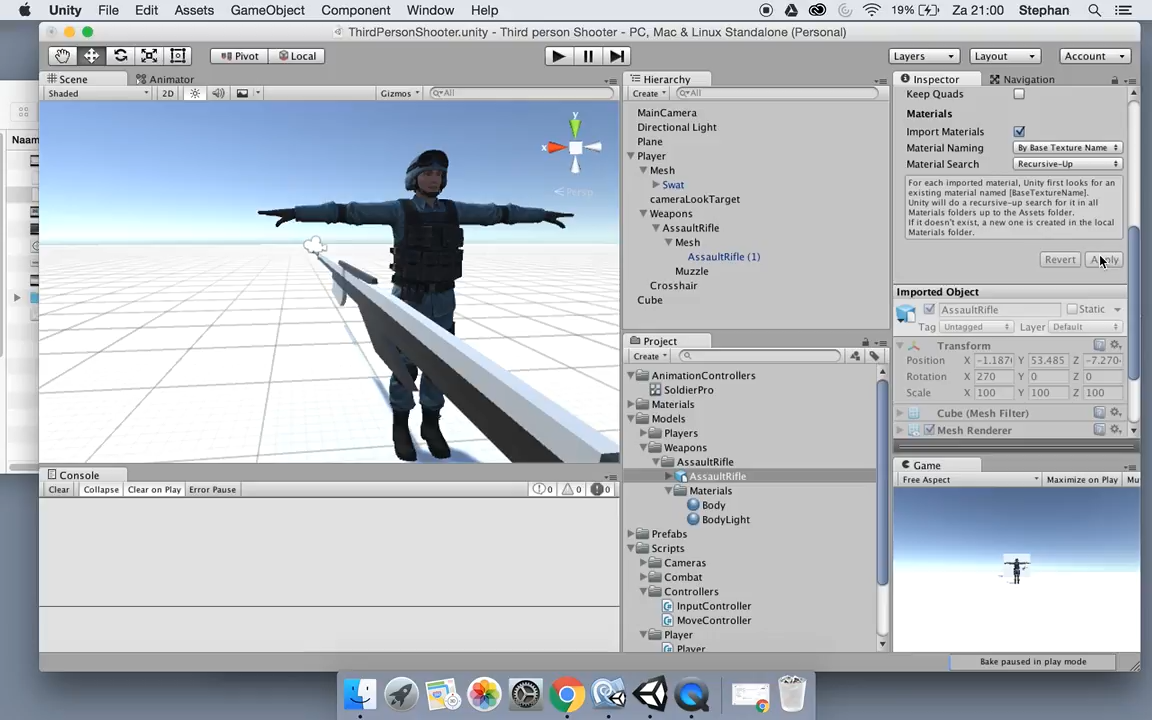 Unity File Edit Assets GameObject Component Window Help 19% Za 21:00 Stephan
ThirdPersonShooter.unity - Third person Shooter - PC, Mac & Linux Standalone (Personal)
Pivot Local Layers Layout Account
Scene Animator Hierarchy Inspector Navigation
Shaded 2D Gizmos All Create All
Keep Quads
Materials
Import Materials
Material Naming By Base Texture Name
Material Search Recursive-Up
For each imported material, Unity first looks for an
existing material named [BaseTextureName].
Unity will do a recursive-up search for it in all
Materials folders up to the Assets folder.
If it doesn't exist, a new one is created in the local
Materials folder.
Revert Apply
Imported Object
AssaultRifle Static
Tag Untagged Layer Default
Transform
Position X -1.187 Y 53.485 Z -7.270
Rotation X 270 Y 0 Z 0
Scale X 100 Y 100 Z 100
Cube (Mesh Filter)
Mesh Renderer
MainCamera
Directional Light
Plane
Player
Mesh
Swat
cameraLookTarget
Weapons
AssaultRifle
Mesh
AssaultRifle (1)
Muzzle
Crosshair
Cube
Naam
y
x
Persp
Project
Create
AnimationControllers
SoldierPro
Materials
Models
Players
Weapons
AssaultRifle
AssaultRifle
Materials
Body
BodyLight
Prefabs
Scripts
Cameras
Combat
Controllers
InputController
MoveController
Player
Player
Console
Clear Collapse Clear on Play Error Pause 0 0 0
Game
Free Aspect Maximize on Play Mu
Bake paused in play mode